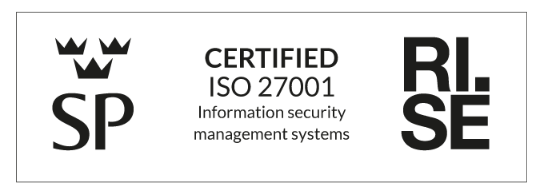 SP
CERTIFIED
ISO 27001
Information security
management systems
RI.
SE